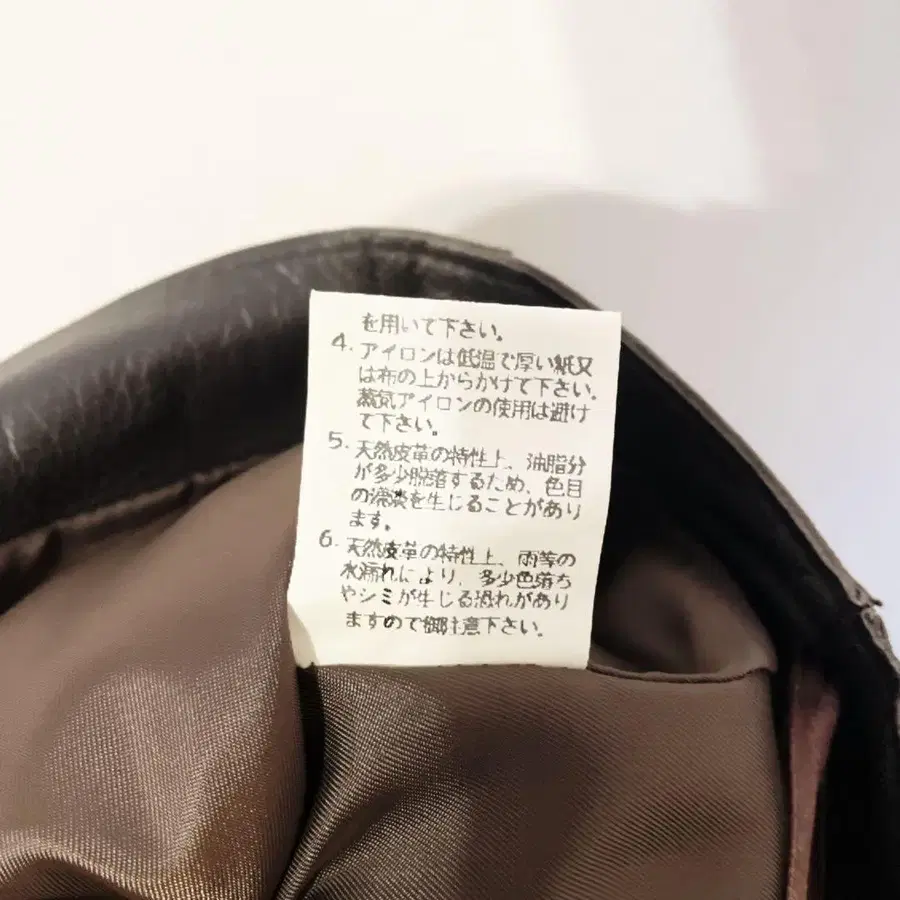 を用いて下さい。
4. アイロンは低温で厚い紙又
は布の上からかけて下さい。
蒸気アイロンの使用は避け
て下さい。
5. 天然皮革の特性上、油脂分
が多少脱落するため、色目
の濃淡を生じることがあり
ます。
6. 天然皮革の特性上、雨等の
水濡れにより、多少色落ち
やシミが生じる恐れがあり
ますので御注意下さい。